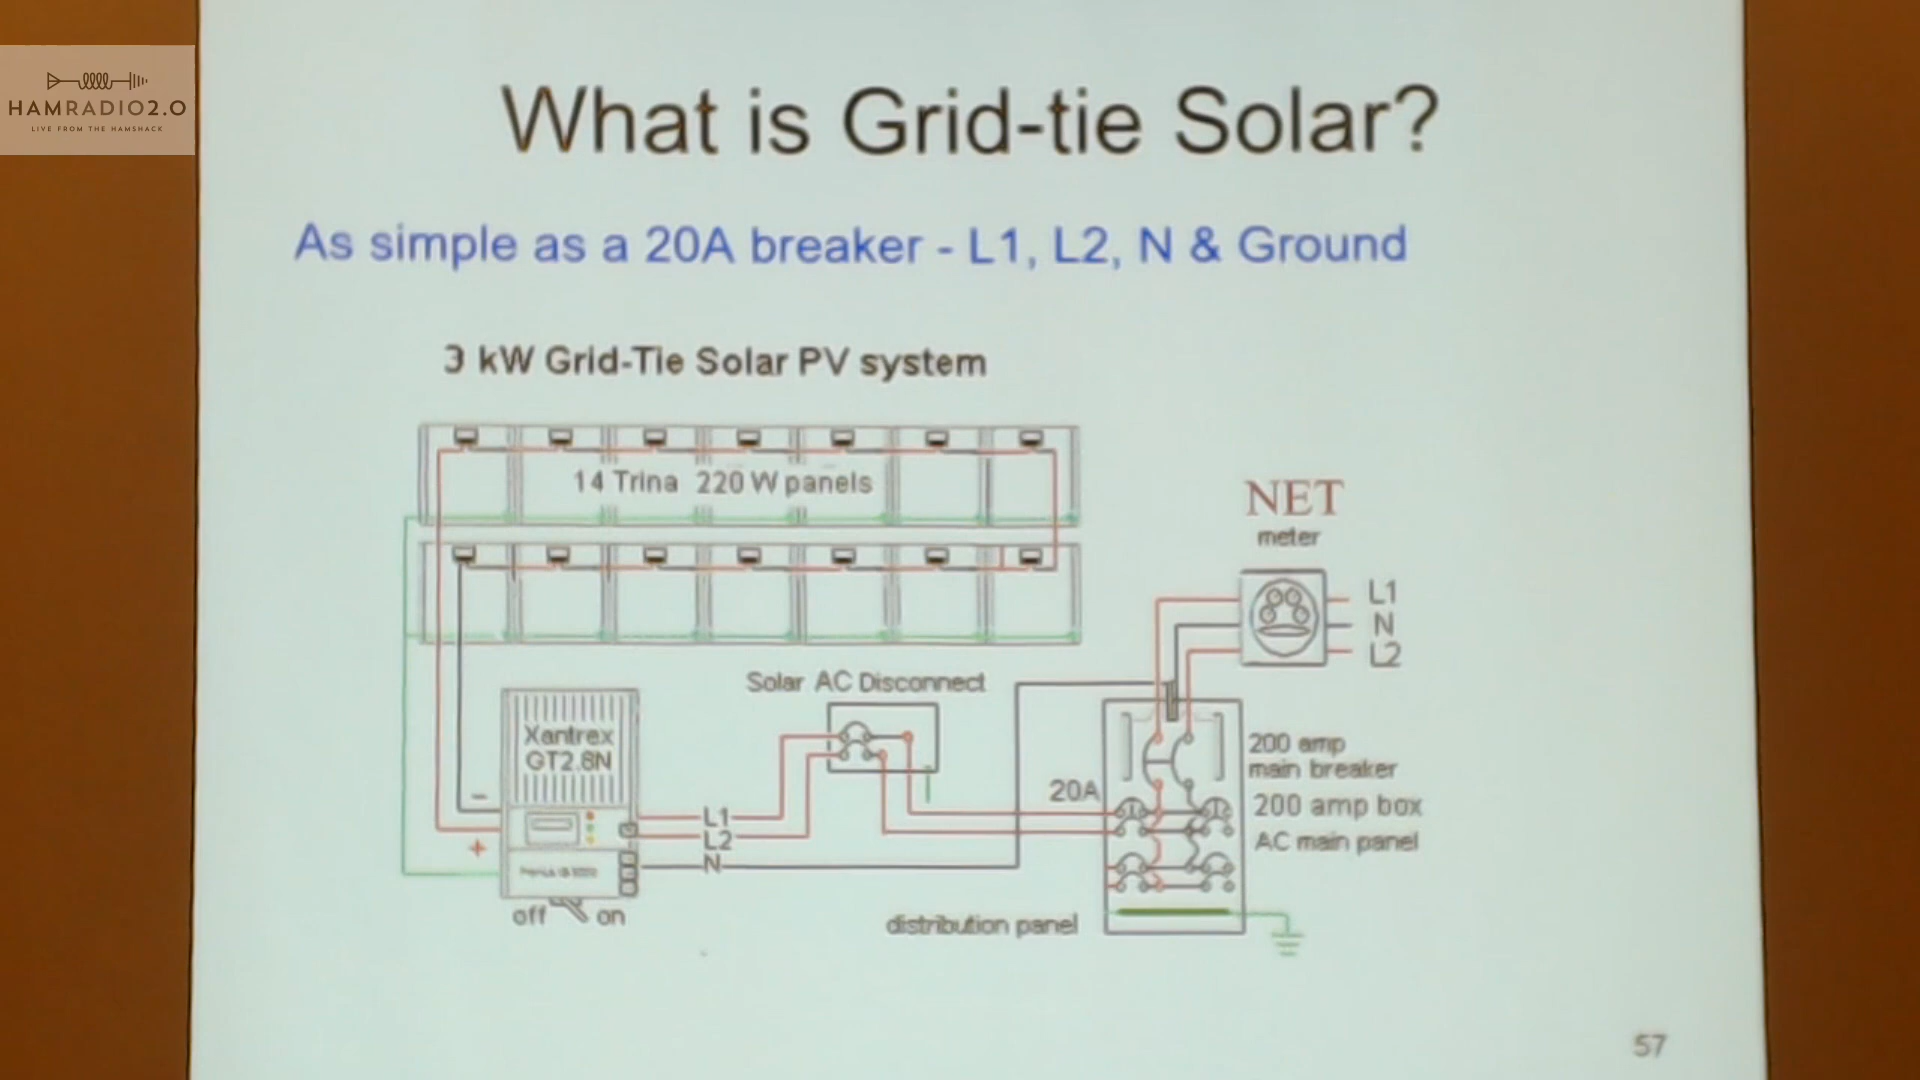 HAMRADIO2.0
LIVE FROM THE HAMSHACK
What is Grid-tie Solar?
As simple as a 20A breaker - L1, L2, N & Ground
3 kW Grid-Tie Solar PV system
14 Trina 220 W panels
NET
meter
L1
N
L2
Solar AC Disconnect
Xantrex
GT2.8N
200 amp
main breaker
20A
200 amp box
L1
L2
AC main panel
N
-
+
off on
distribution panel
57